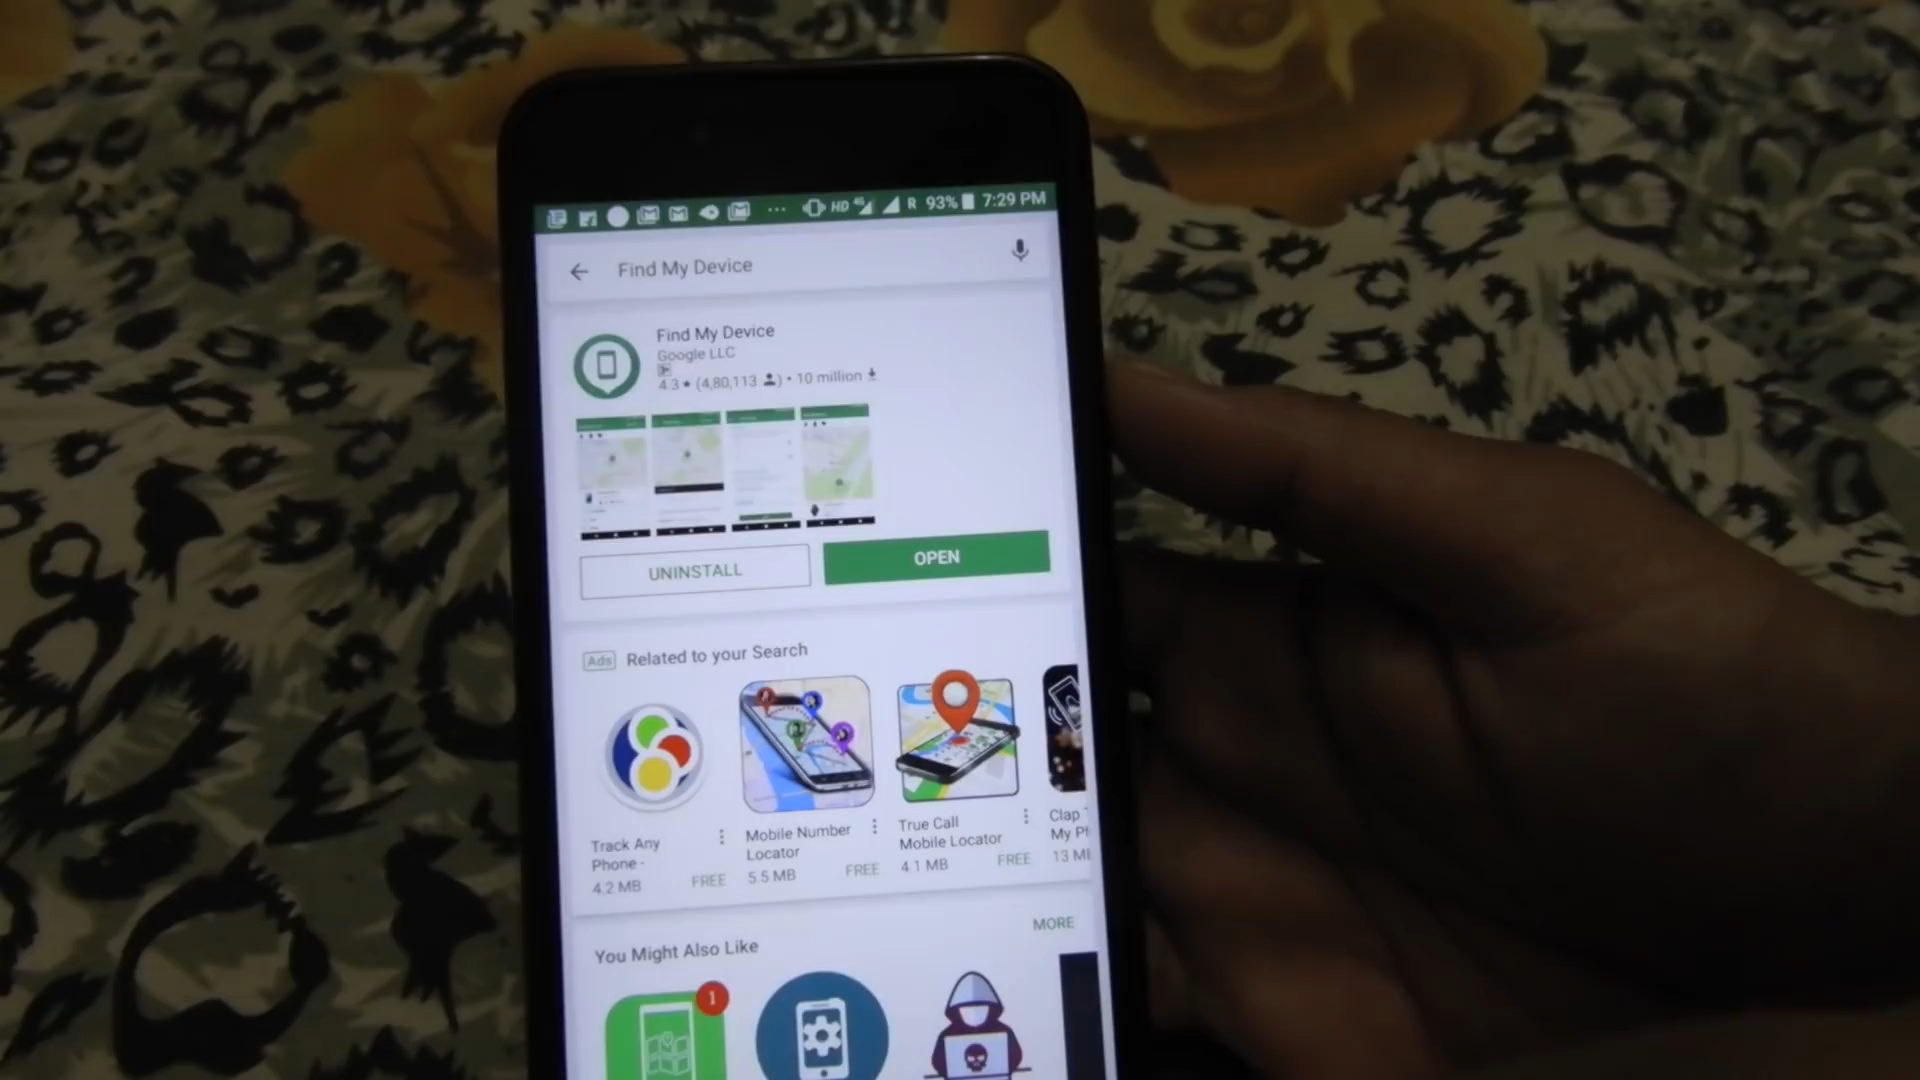 HD 4G R 93% 7:29 PM
Find My Device
Find My Device
Google LLC
3+
4.3 ★ (4,80,113 ) • 10 million
UNINSTALL
OPEN
Ads Related to your Search
Track Any
Phone -
4.2 MB FREE
Mobile Number
Locator
5.5 MB FREE
True Call
Mobile Locator
4.1 MB FREE
Clap
My
13
You Might Also Like
MORE
1